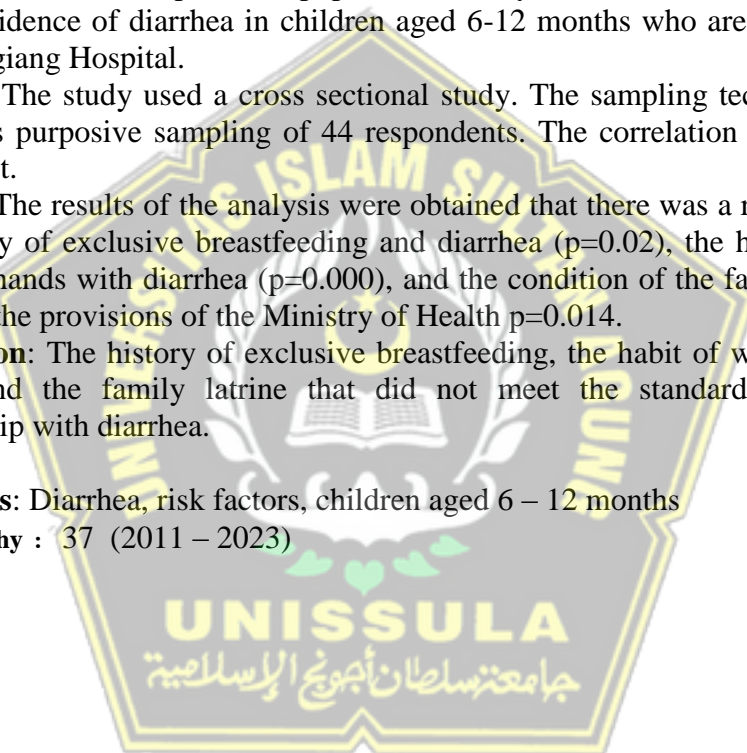 idence of diarrhea in children aged 6-12 months who are
giang Hospital.
The study used a cross sectional study. The sampling tec
s purposive sampling of 44 respondents. The correlation
t.
The results of the analysis were obtained that there was a r
y of exclusive breastfeeding and diarrhea (p=0.02), the h
hands with diarrhea (p=0.000), and the condition of the fa
the provisions of the Ministry of Health p=0.014.
on: The history of exclusive breastfeeding, the habit of w
nd the family latrine that did not meet the standard
ip with diarrhea.
s: Diarrhea, risk factors, children aged 6 – 12 months
hy : 37 (2011 – 2023)
UNIVERSITAS ISLAM SULTAN AGUNG
UNISSULA
جامعة سلطان أجونج الإسلامية